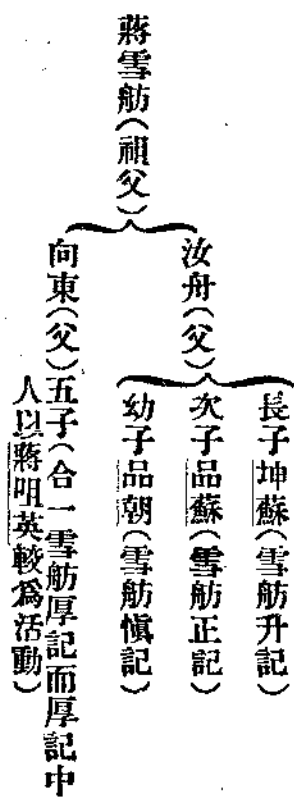 蔣雪舫（祖父）
汝舟（父）
長子坤蘇（雪舫升記）
次子品蘇（雪舫正記）
幼子品朝（雪舫愼記）
向東（父）五子（合一雪舫厚記而厚記中
人以蔣咀英較爲活動）